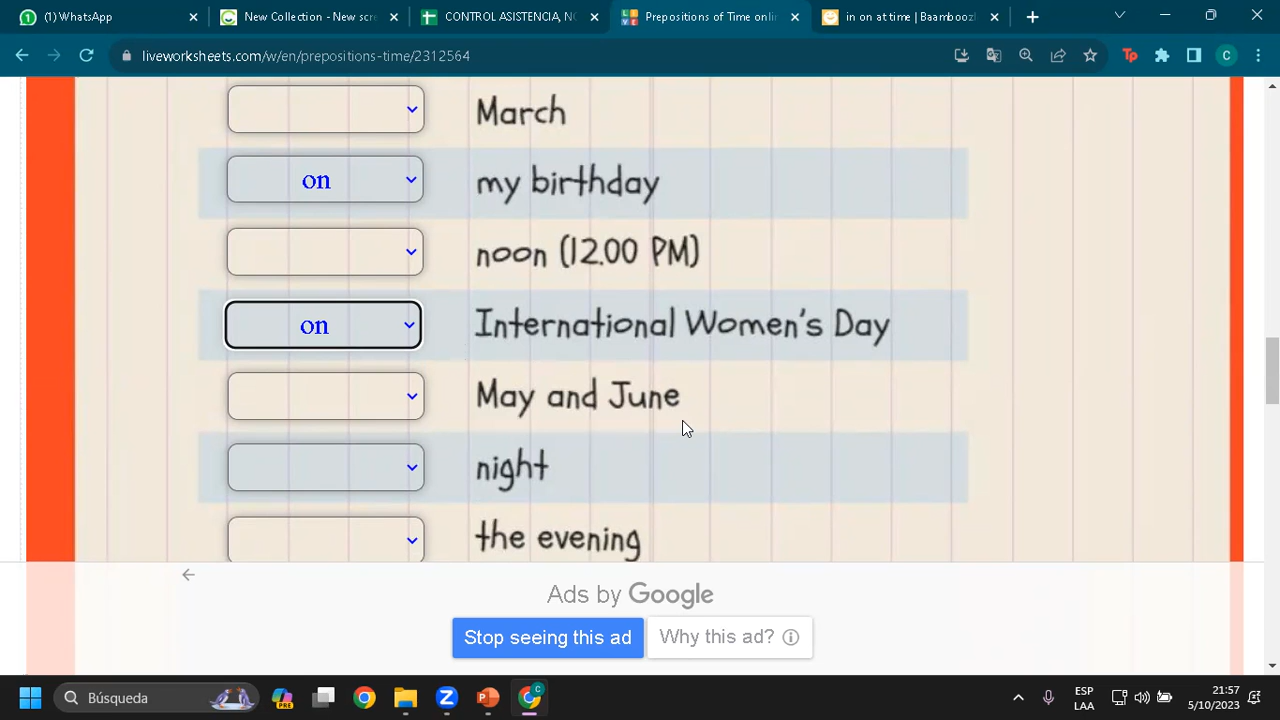 (1) WhatsApp
New Collection - New scr
CONTROL ASISTENCIA, NO
Prepositions of Time onli
in on at time | Baamboozl
liveworksheets.com/w/en/prepositions-time/2312564
March
on my birthday
noon (12.00 PM)
on International Women's Day
May and June
night
the evening
Ads by Google
Stop seeing this ad
Why this ad?
Búsqueda
PRE
ESP
LAA
21:57
5/10/2023